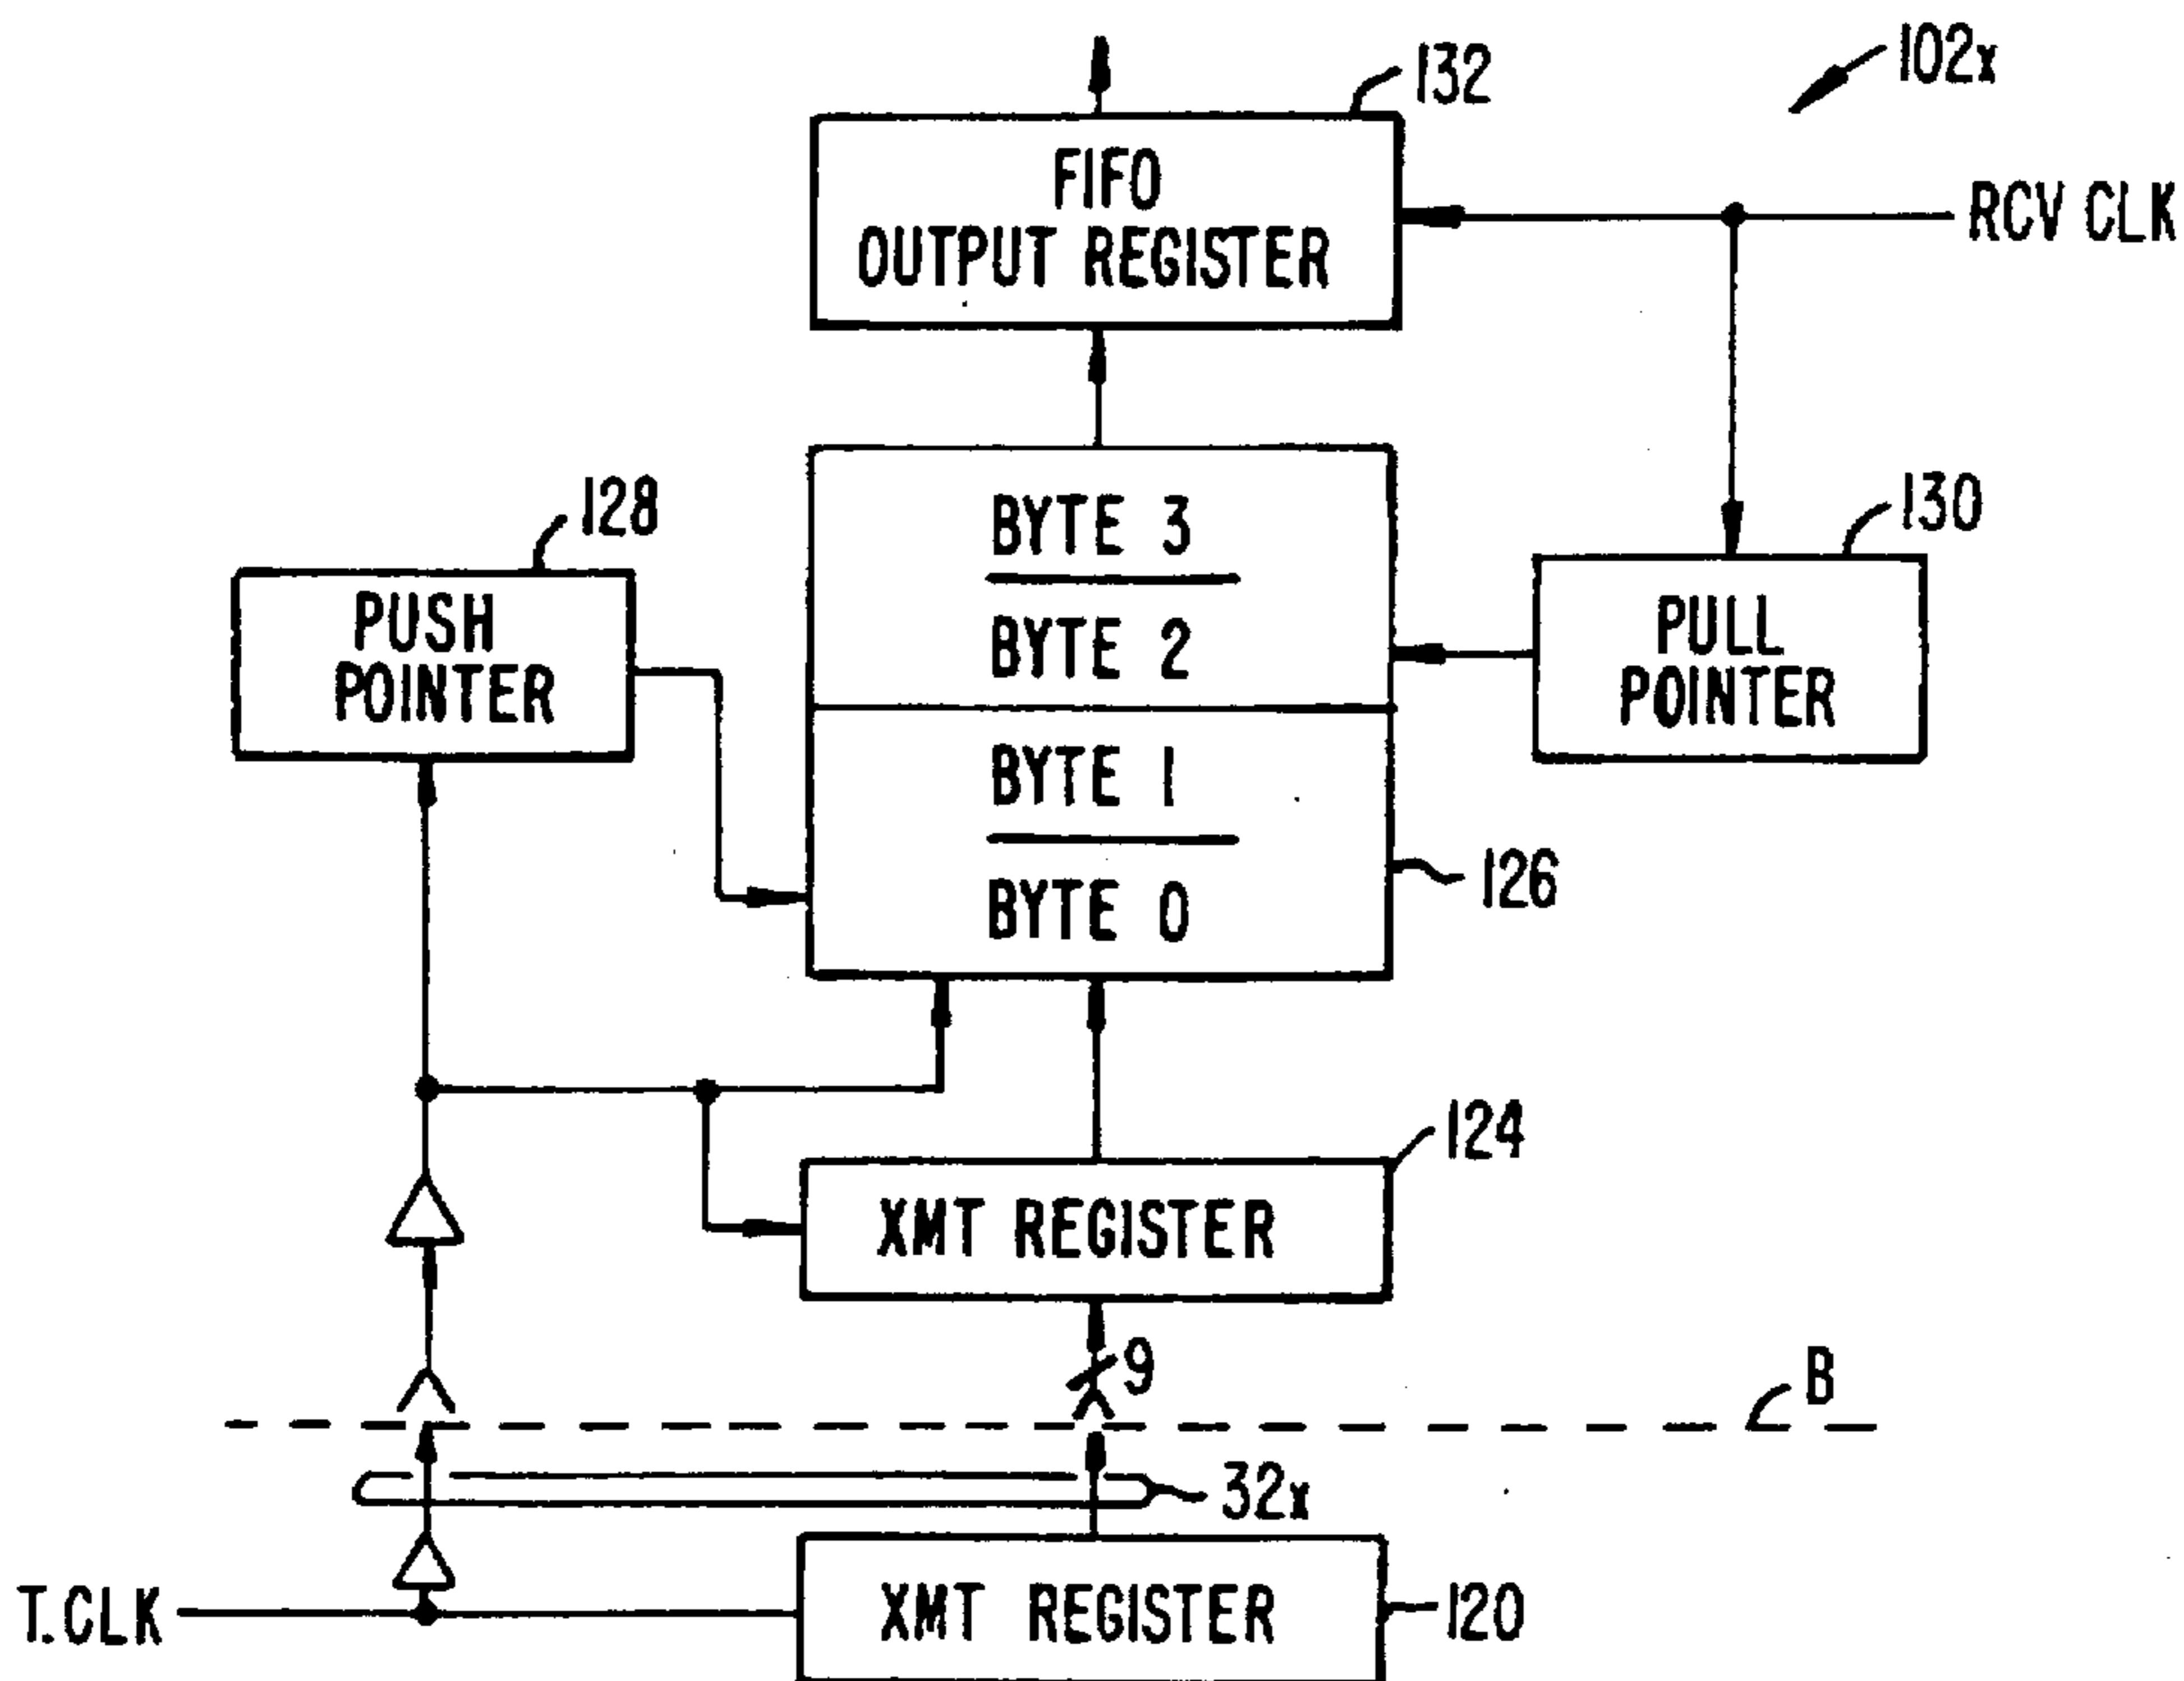 132
102x
FIFO
OUTPUT REGISTER
RCV CLK
128
PUSH
POINTER
BYTE 3
BYTE 2
BYTE 1
BYTE 0
130
PULL
POINTER
126
124
XMT REGISTER
9
B
32x
T.CLK
XMT REGISTER
120